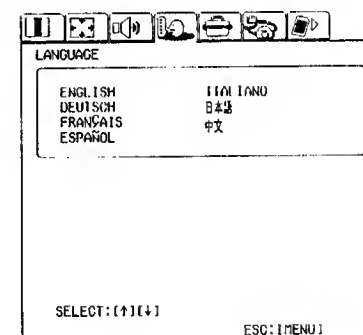 LANGUAGE
ENGLISH
DEUTSCH
FRANÇAIS
ESPAÑOL
ITALIANO
日本語
中文
SELECT:[↑][↓]
ESC:[MENU]